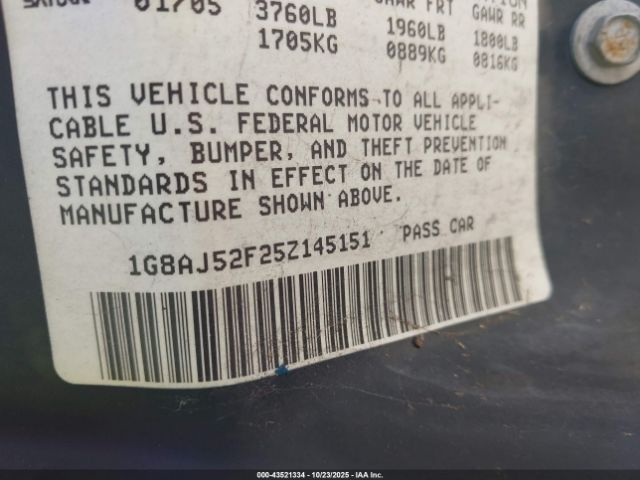 01/05 3760LB 1960LB 1800LB
1705KG 0889KG 0816KG
GAWR RR
THIS VEHICLE CONFORMS TO ALL APPLI-
CABLE U.S. FEDERAL MOTOR VEHICLE
SAFETY, BUMPER, AND THEFT PREVENTION
STANDARDS IN EFFECT ON THE DATE OF
MANUFACTURE SHOWN ABOVE.
1G8AJ52F25Z145151 PASS CAR
000-43521334 - 10/23/2025 - IAA Inc.